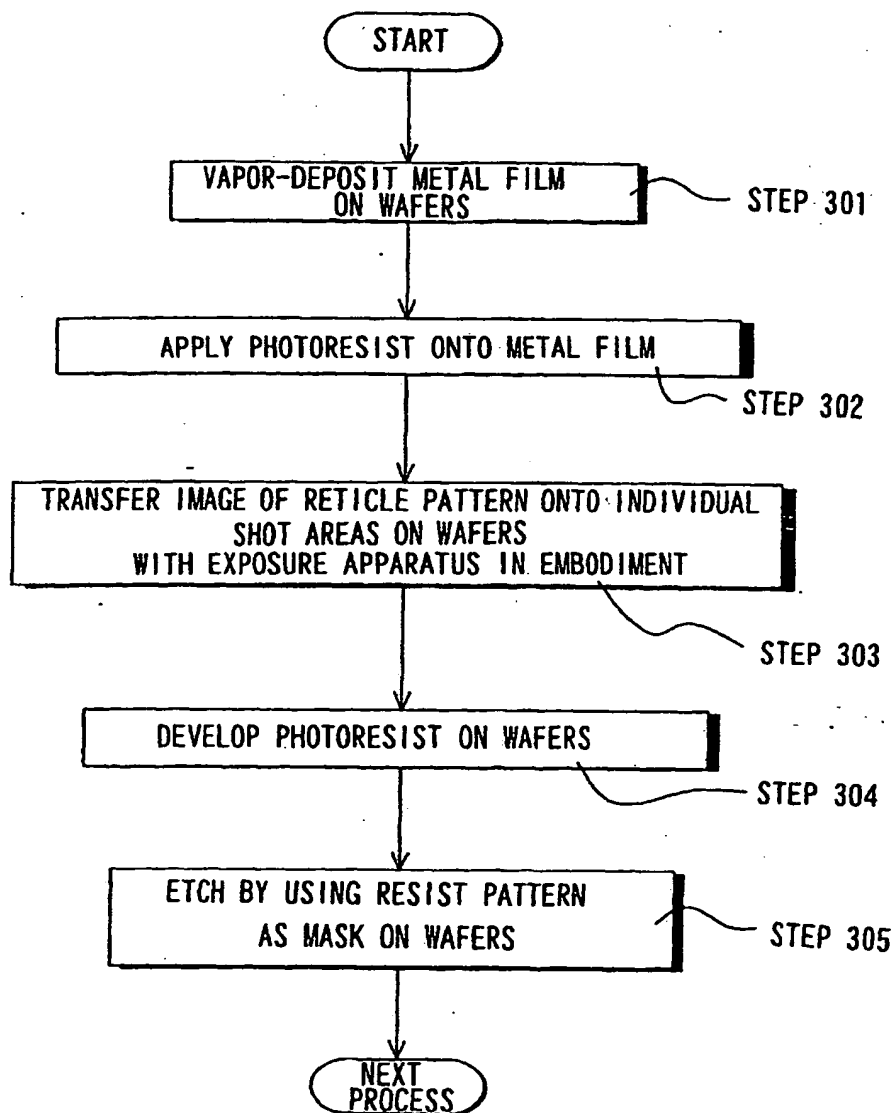 START
VAPOR-DEPOSIT METAL FILM
ON WAFERS
STEP 301
APPLY PHOTORESIST ONTO METAL FILM
STEP 302
TRANSFER IMAGE OF RETICLE PATTERN ONTO INDIVIDUAL
SHOT AREAS ON WAFERS
WITH EXPOSURE APPARATUS IN EMBODIMENT
STEP 303
DEVELOP PHOTORESIST ON WAFERS
STEP 304
ETCH BY USING RESIST PATTERN
AS MASK ON WAFERS
STEP 305
NEXT
PROCESS